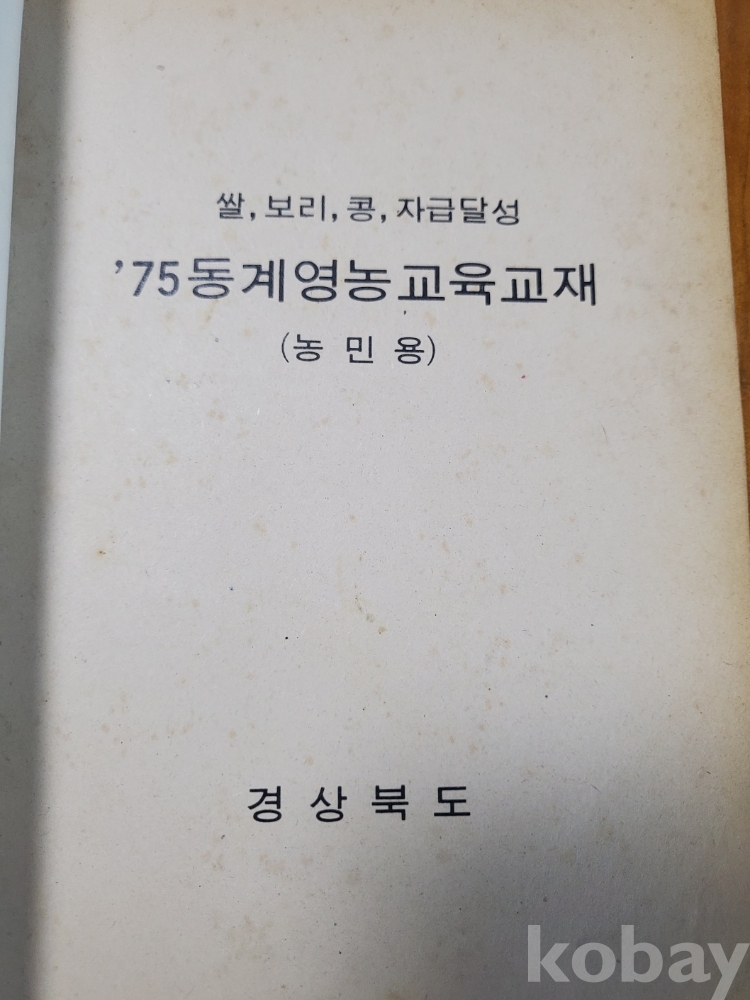 쌀, 보리, 콩, 자급달성
’75동계영농교육교재
(농 민 용)
경 상 북 도
kobay